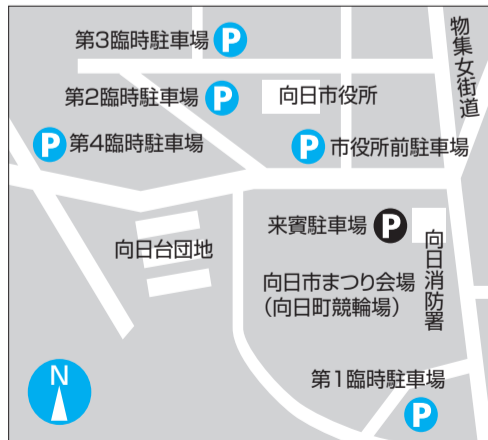 第3臨時駐車場 P
物集女街道
第2臨時駐車場 P
向日市役所
P 第4臨時駐車場
P 市役所前駐車場
来賓駐車場 P
向日消防署
向日台団地
向日市まつり会場
（向日町競輪場）
第1臨時駐車場
P
N